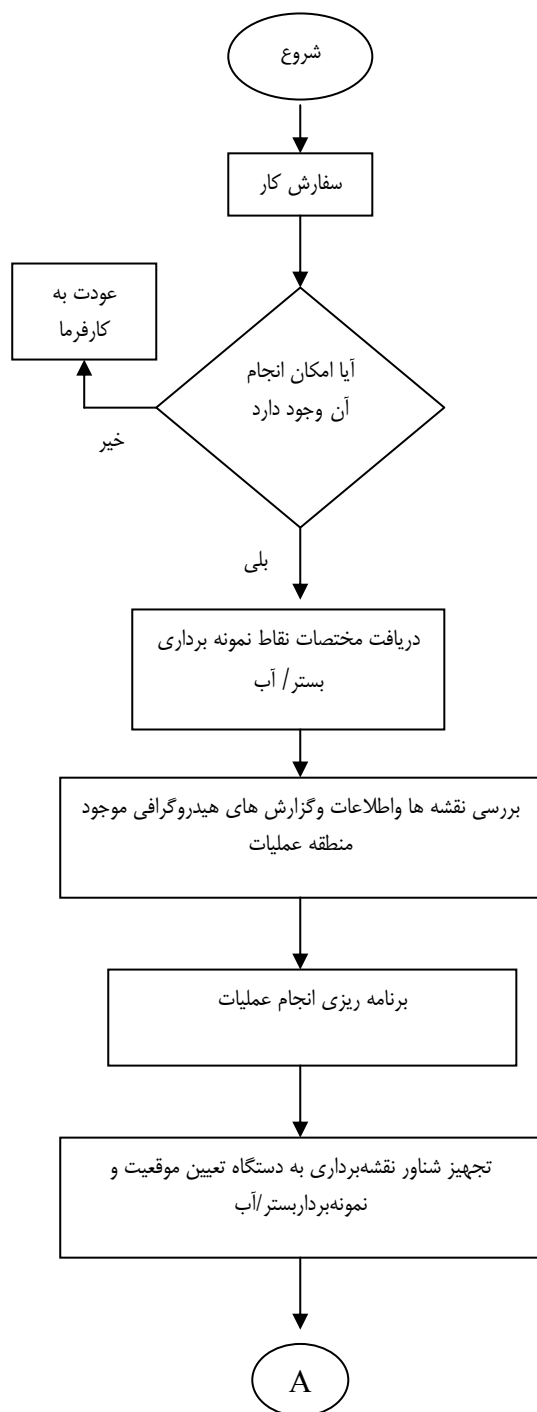 شروع
سفارش کار
عودت به
کارفرما
آیا امکان انجام
آن وجود دارد
خیر
بلی
دریافت مختصات نقاط نمونه برداری
بستر/ آب
بررسی نقشه ها واطلاعات وگزارش های هیدروگرافی موجود
منطقه عملیات
برنامه ریزی انجام عملیات
تجهیز شناور نقشه‌برداری به دستگاه تعیین موقعیت و
نمونه‌برداربستر/آب
A